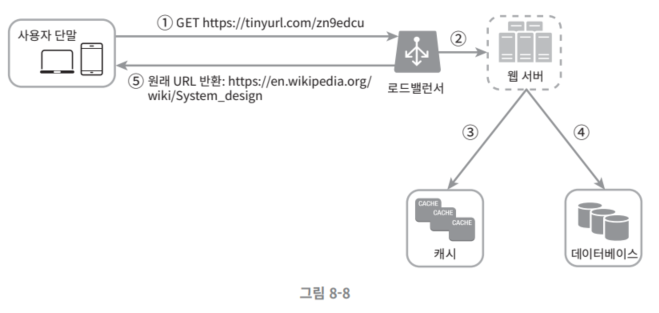 사용자 단말
① GET https://tinyurl.com/zn9edcu
②
웹 서버
로드밸런서
⑤ 원래 URL 반환: https://en.wikipedia.org/
wiki/System_design
③
④
CACHE
CACHE
CACHE
캐시
데이터베이스
그림 8-8